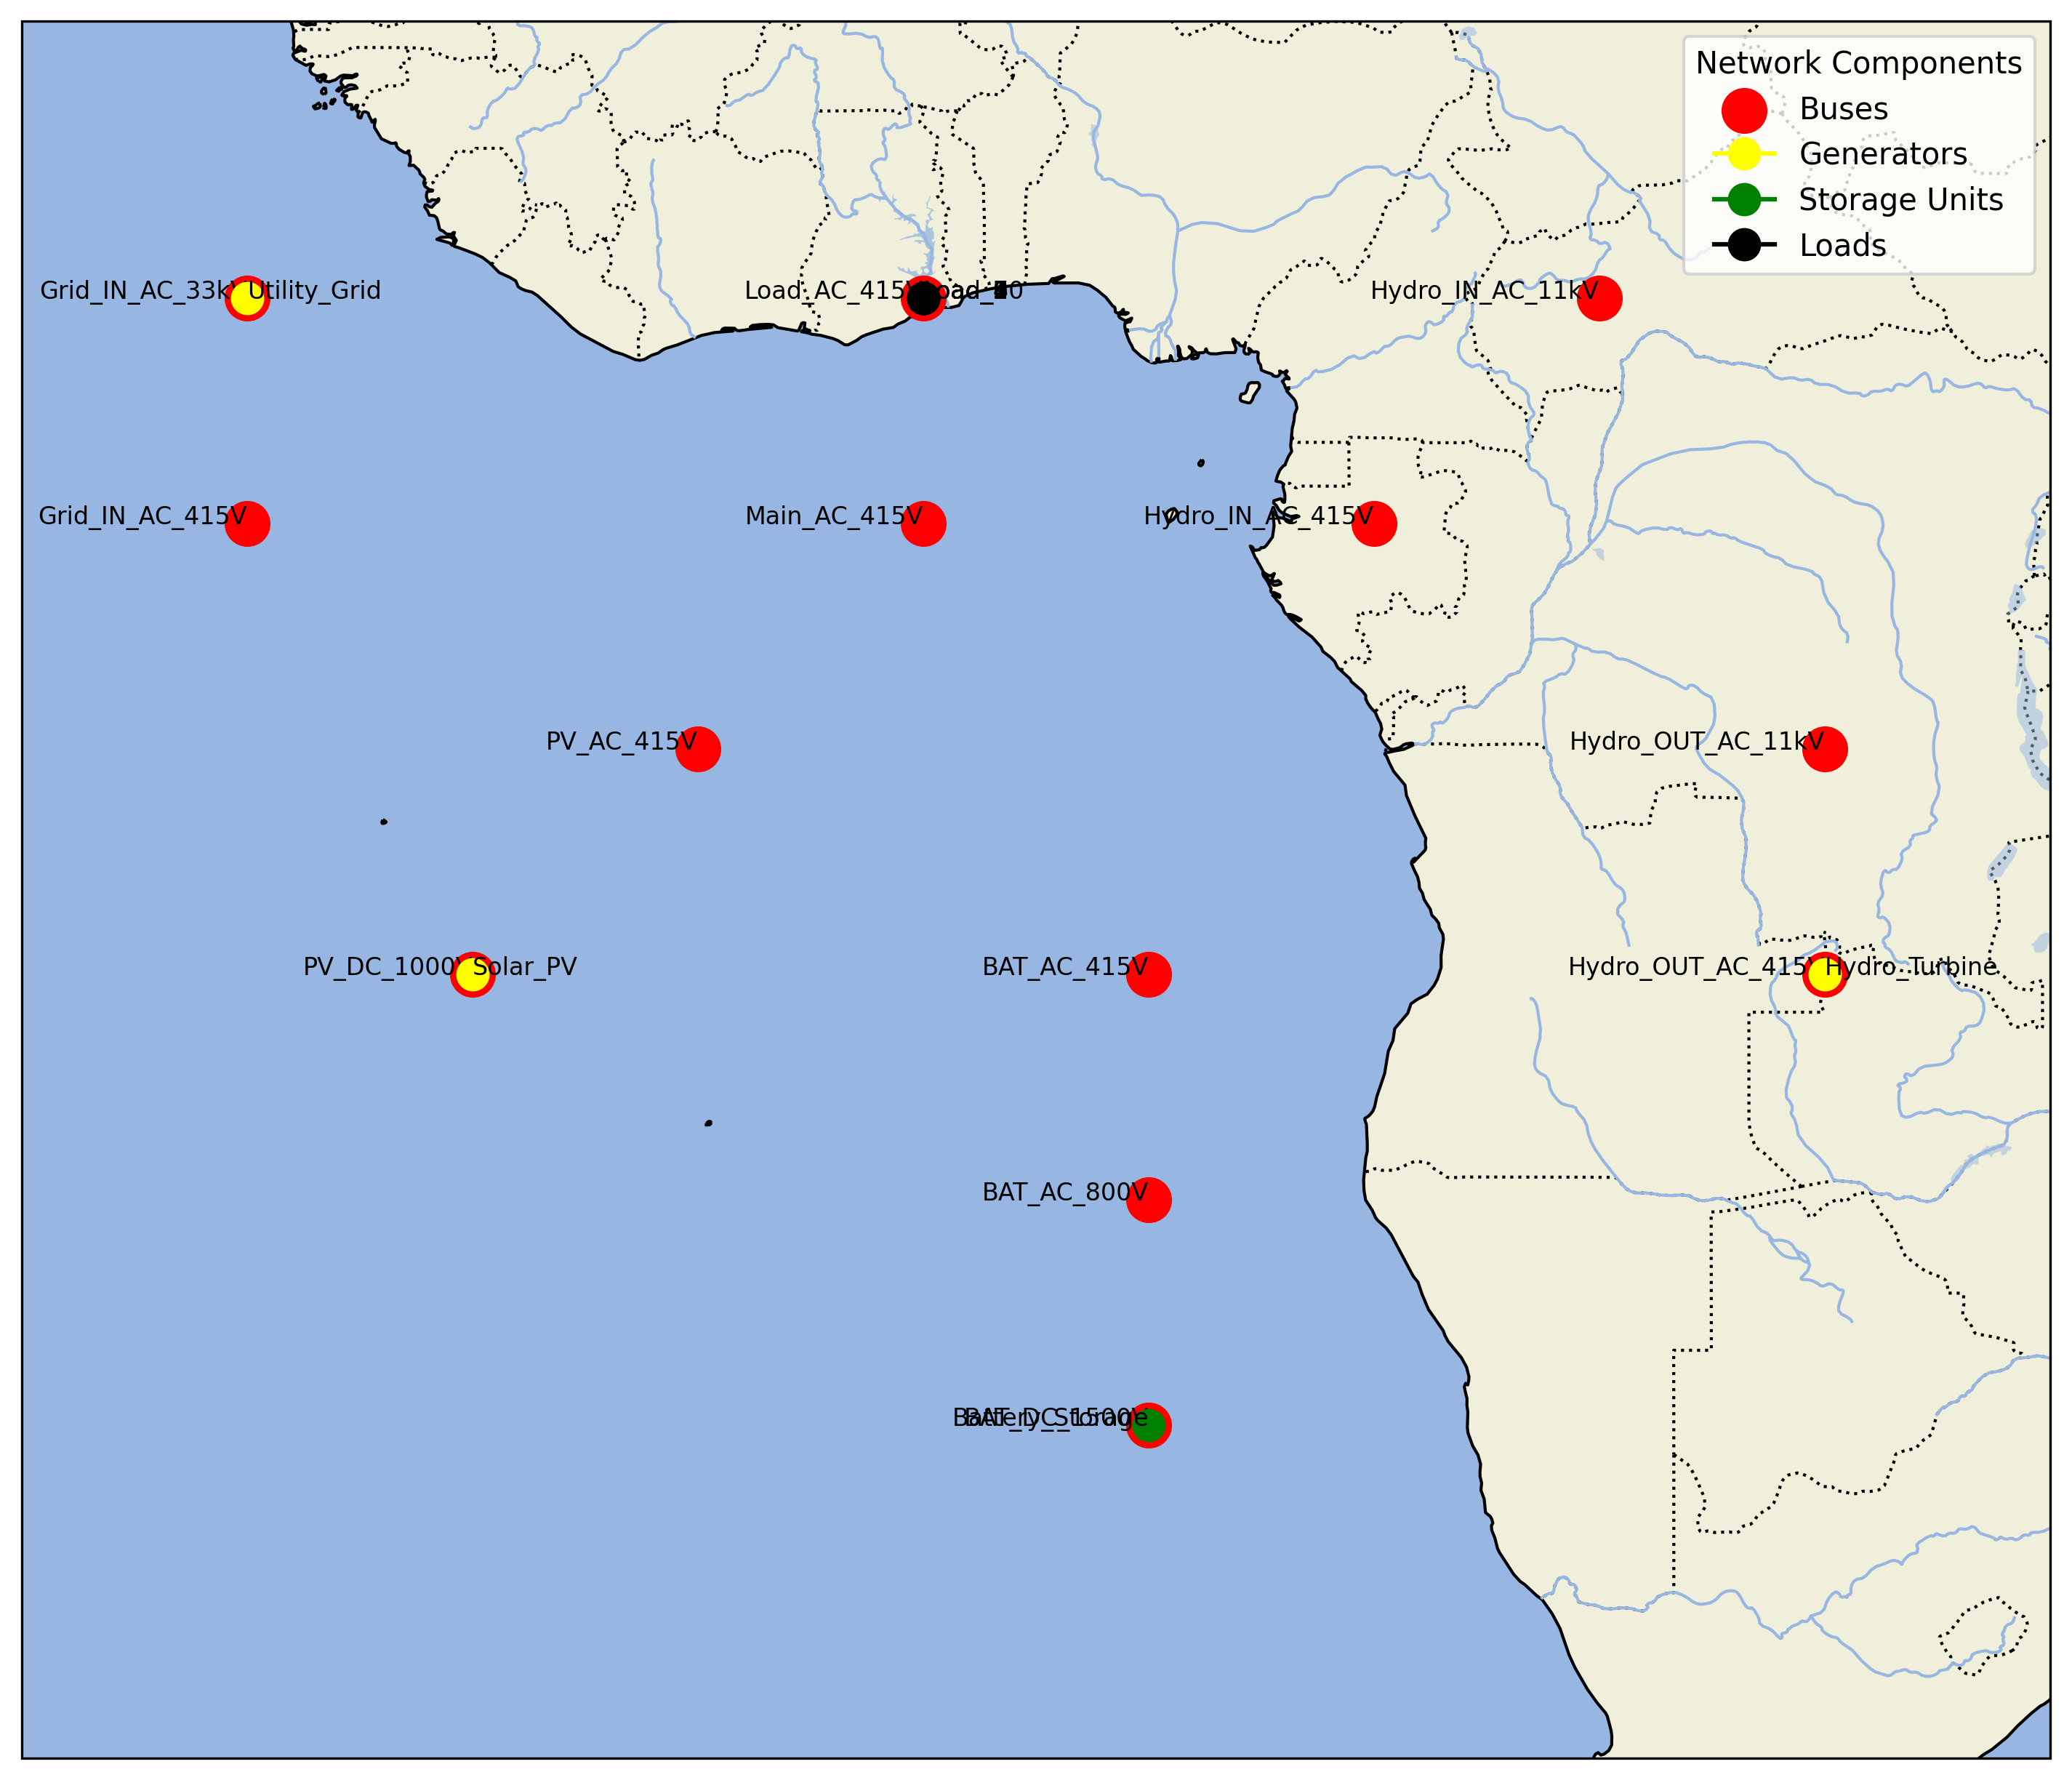 Network Components
Buses
Generators
Storage Units
Loads
Grid_IN_AC_33kV
Utility_Grid
Load_AC_415V
Hydro_IN_AC_11kV
Grid_IN_AC_415V
Main_AC_415V
Hydro_IN_AC_415V
PV_AC_415V
Hydro_OUT_AC_11kV
PV_DC_1000V
Solar_PV
BAT_AC_415V
Hydro_OUT_AC_415V
Hydro_Turbine
BAT_AC_800V
BAT_DC_1500V
Battery_Storage